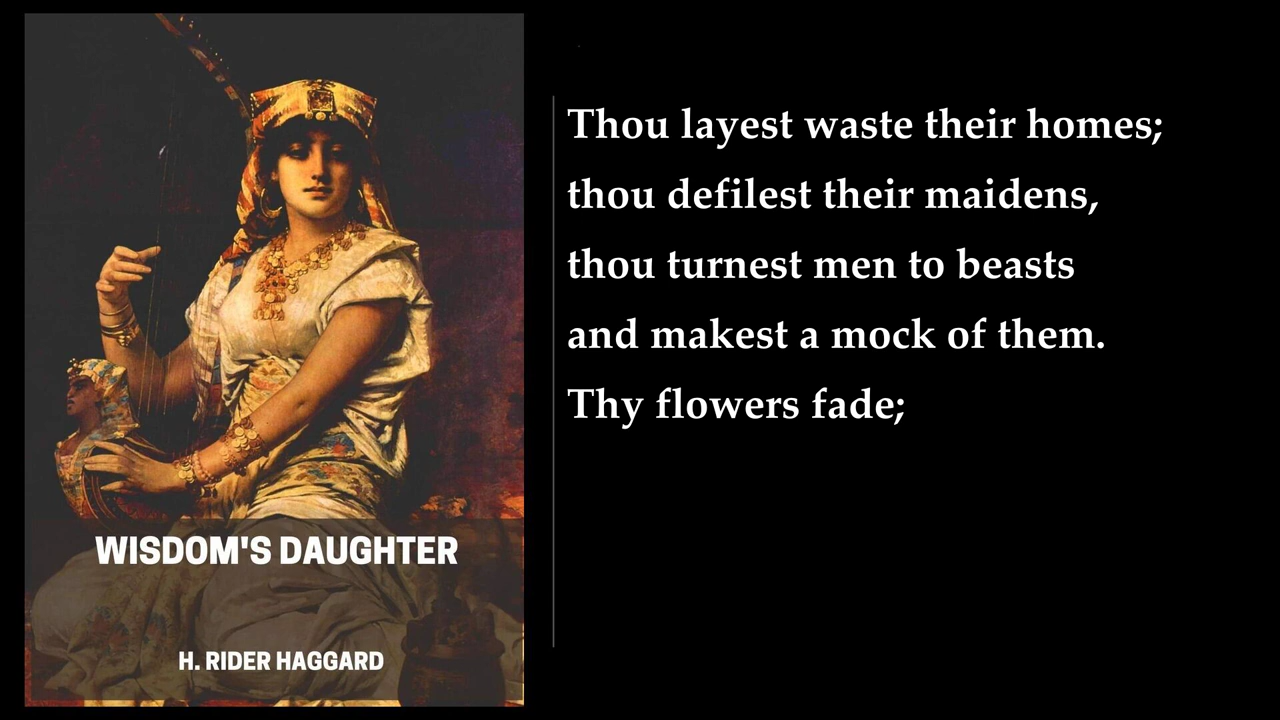 WISDOM'S DAUGHTER
H. RIDER HAGGARD
Thou layest waste their homes;
thou defilest their maidens,
thou turnest men to beasts
and makest a mock of them.
Thy flowers fade;